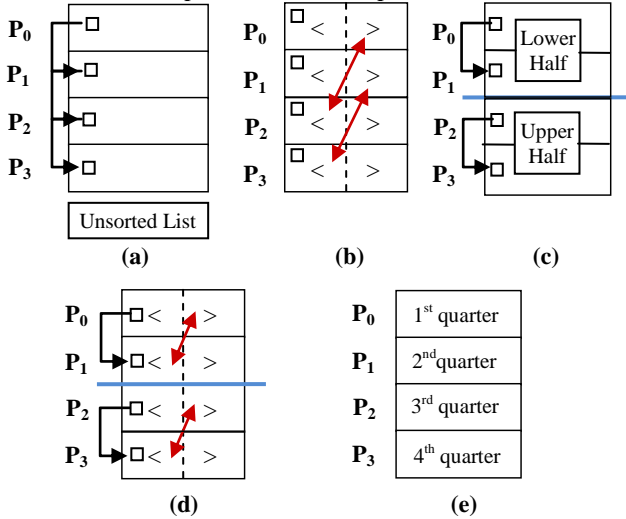 P₀
P₁
P₂
P₃
Unsorted List
(a)
P₀ < >
P₁ < >
P₂ < >
P₃ < >
(b)
P₀
Lower
Half
P₁
P₂
Upper
Half
P₃
(c)
P₀ < >
P₁ < >
P₂ < >
P₃ < >
(d)
P₀ 1st quarter
P₁ 2nd quarter
P₂ 3rd quarter
P₃ 4th quarter
(e)